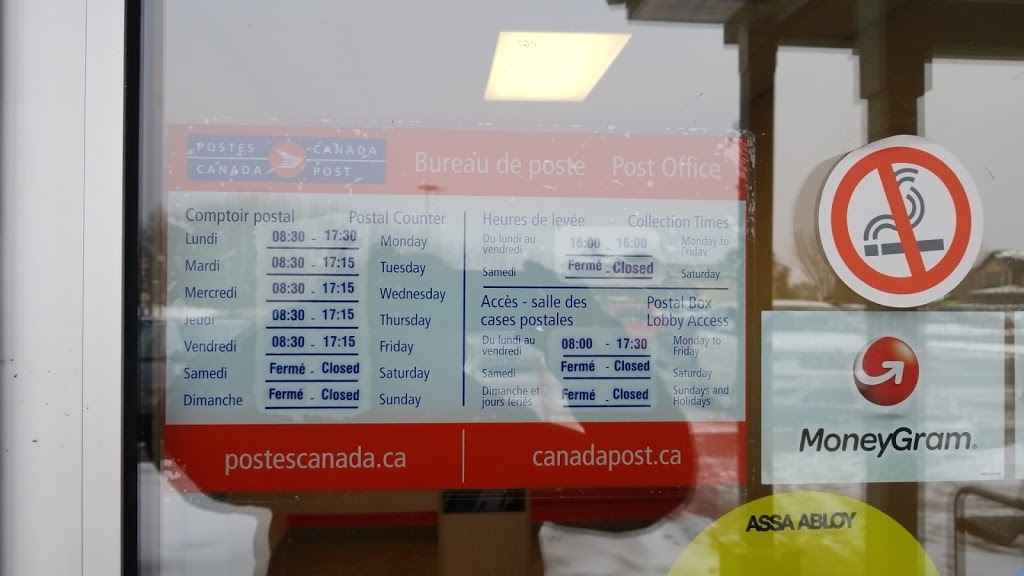 POSTES CANADA
CANADA POST
Bureau de poste Post Office
Comptoir postal Postal Counter
Lundi 08:30 - 17:30 Monday
Mardi 08:30 - 17:15 Tuesday
Mercredi 08:30 - 17:15 Wednesday
Jeudi 08:30 - 17:15 Thursday
Vendredi 08:30 - 17:15 Friday
Samedi Fermé - Closed Saturday
Dimanche Fermé - Closed Sunday
Heures de levée Collection Times
Du lundi au vendredi 16:00 - 16:00 Monday to Friday
Samedi Fermé - Closed Saturday
Accès - salle des Postal Box
cases postales Lobby Access
Du lundi au vendredi 08:00 - 17:30 Monday to Friday
Samedi Fermé - Closed Saturday
Dimanche et jours fériés Fermé - Closed Sundays and Holidays
postescanada.ca canadapost.ca
MoneyGram®
ASSA ABLOY